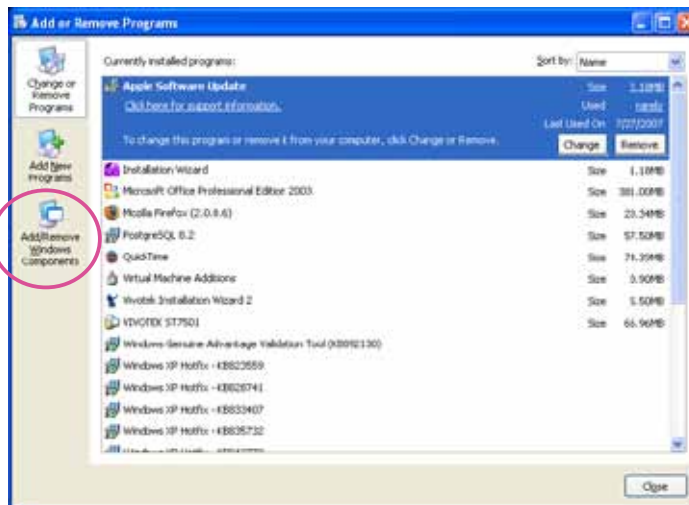 Add or Remove Programs
Change or Remove Programs
Add New Programs
Add/Remove Windows Components
Currently installed programs:
Sort by: Name
Apple Software Update Size 2.18MB
Click here for support information. Used rarely
Last Used On 7/27/2007
To change this program or remove it from your computer, click Change or Remove. Change Remove
Installation Wizard Size 1.18MB
Microsoft Office Professional Edition 2003 Size 381.00MB
Mozilla Firefox (2.0.0.6) Size 23.34MB
PostgreSQL 8.2 Size 57.50MB
QuickTime Size 74.39MB
Virtual Machine Additions Size 3.90MB
Vivotek Installation Wizard 2 Size 5.50MB
VIVOTEK ST7501 Size 66.96MB
Windows Genuine Advantage Validation Tool (KB892130)
Windows XP Hotfix - KB823559
Windows XP Hotfix - KB828741
Windows XP Hotfix - KB833407
Windows XP Hotfix - KB835732
Close